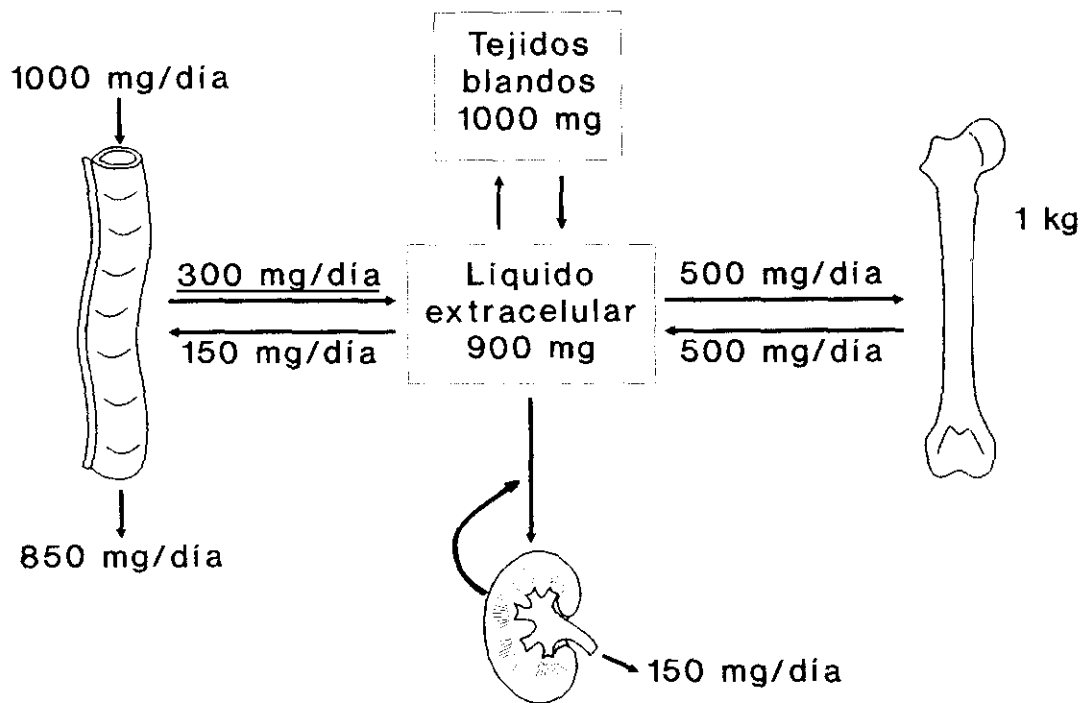 Tejidos
blandos
1000 mg
1000 mg/día
1 kg
300 mg/día
150 mg/día
Líquido
extracelular
900 mg
500 mg/día
500 mg/día
850 mg/día
150 mg/día